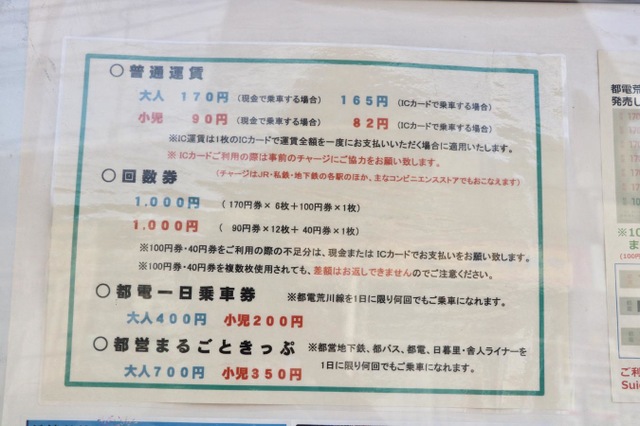 ○普通運賃
大人 170円 (現金で乗車する場合) 165円 (ICカードで乗車する場合)
小児 90円 (現金で乗車する場合) 82円 (ICカードで乗車する場合)
※IC運賃は1枚のICカードで運賃全額を一度にお支払いいただく場合に適用いたします。
※ICカードご利用の際は事前のチャージにご協力をお願い致します。
○回数券 (チャージはJR・私鉄・地下鉄の各駅のほか、主なコンビニエンスストアでもおこなえます)
1,000円 (170円券×6枚+100円券×1枚)
1,000円 (90円券×12枚+40円券×1枚)
※100円券・40円券をご利用の際の不足分は、現金またはICカードでお支払いをお願い致します。
※100円券・40円券を複数枚使用されても、差額はお返しできませんのでご注意ください。
○都電一日乗車券 ※都電荒川線を1日に限り何回でもご乗車になれます。
大人400円 小児200円
○都営まるごときっぷ ※都営地下鉄、都バス、都電、日暮里・舎人ライナーを
1日に限り何回でもご乗車になれます。
大人700円 小児350円
都電荒
発売し
※10
ま
(100円
ご利
Sui